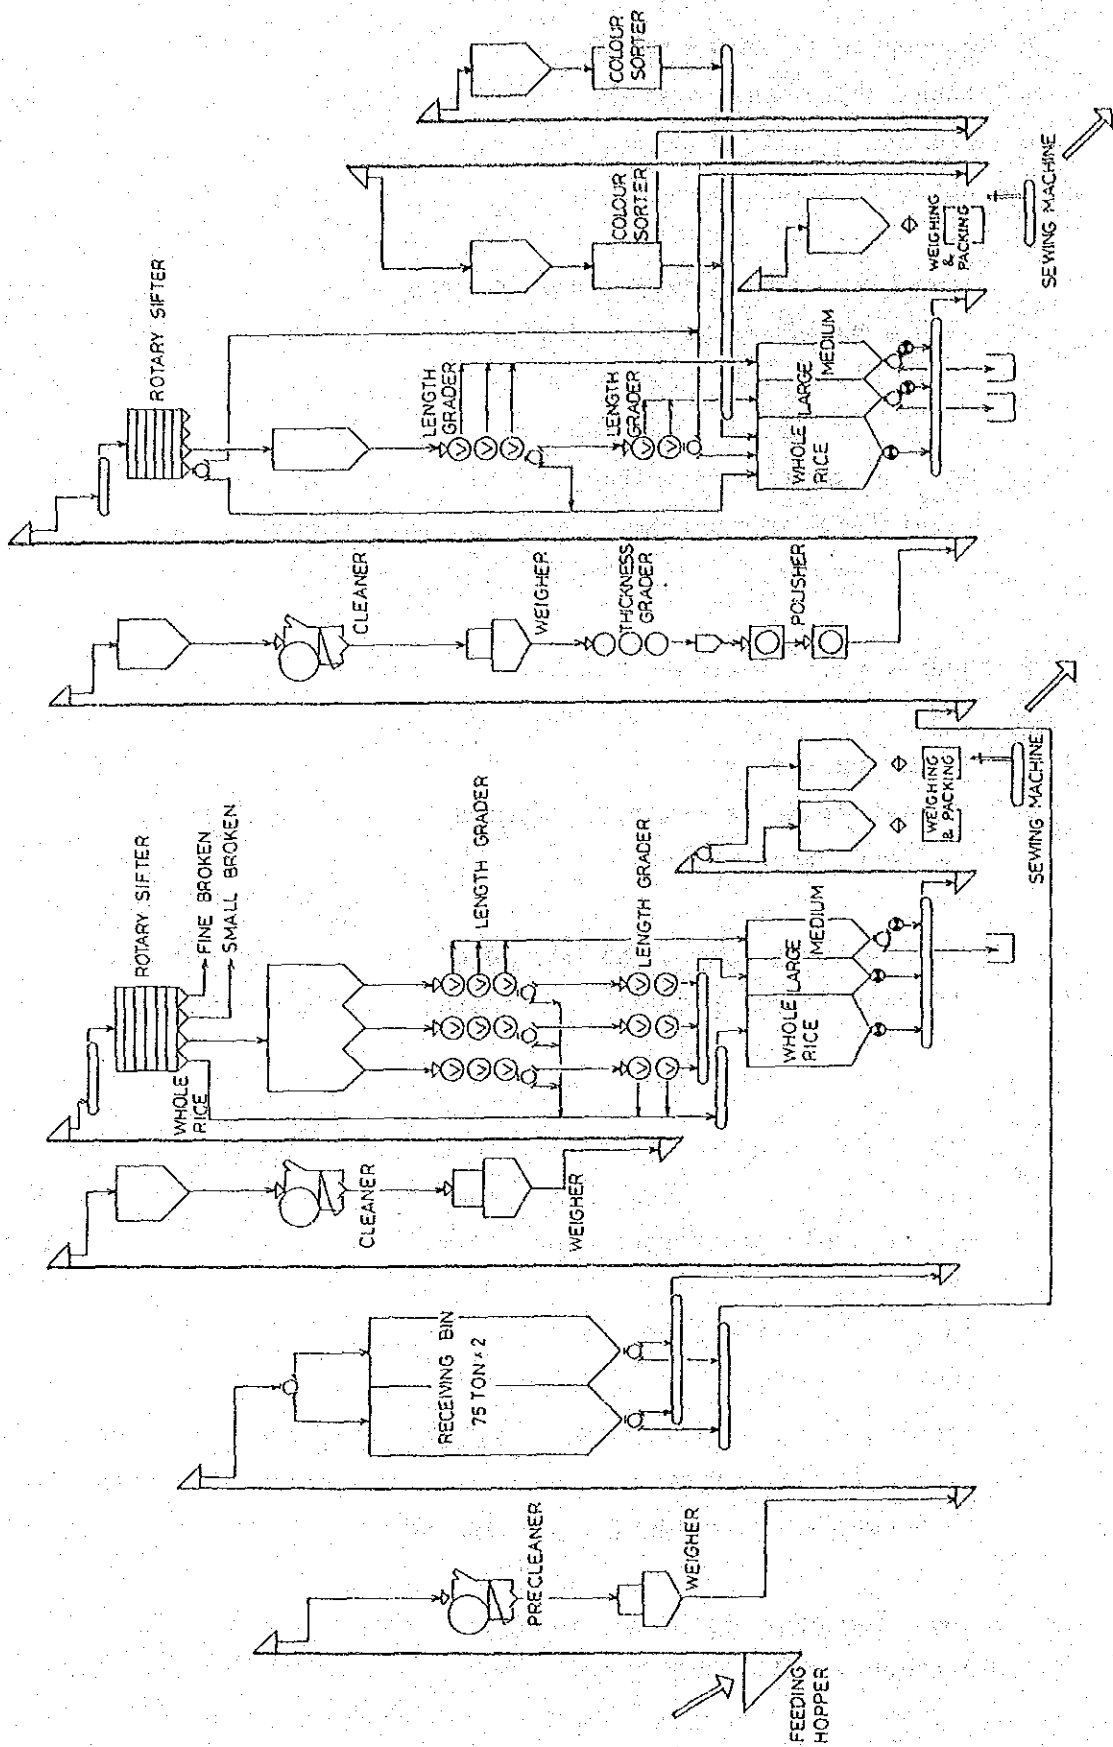 FEEDING
HOPPER
PRECLEANER
WEIGHER
RECEIVING BIN
75 TON × 2
CLEANER
WEIGHER
ROTARY SIFTER
WHOLE
RICE
FINE BROKEN
SMALL BROKEN
LENGTH GRADER
LENGTH GRADER
WHOLE
RICE
LARGE
MEDIUM
WEIGHING
& PACKING
SEWING MACHINE
CLEANER
WEIGHER
THICKNESS
GRADER
POLISHER
ROTARY SIFTER
LENGTH
GRADER
LENGTH
GRADER
WHOLE
RICE
LARGE
MEDIUM
COLOUR
SORTER
COLOUR
SORTER
WEIGHING
&
PACKING
SEWING MACHINE